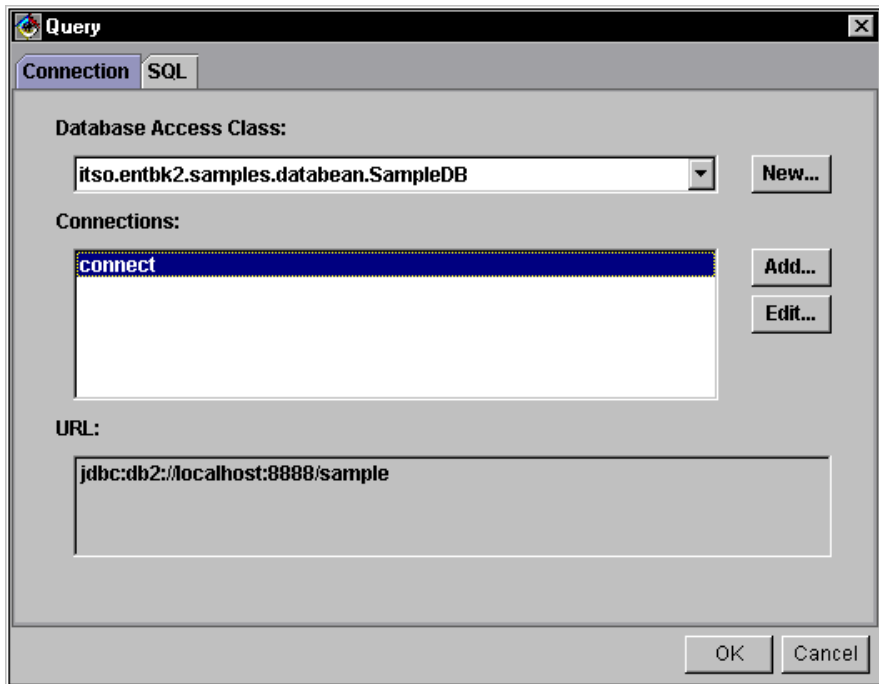 Query
Connection SQL
Database Access Class:
itso.entbk2.samples.databean.SampleDB
New...
Connections:
connect
Add...
Edit...
URL:
jdbc:db2://localhost:8888/sample
OK Cancel